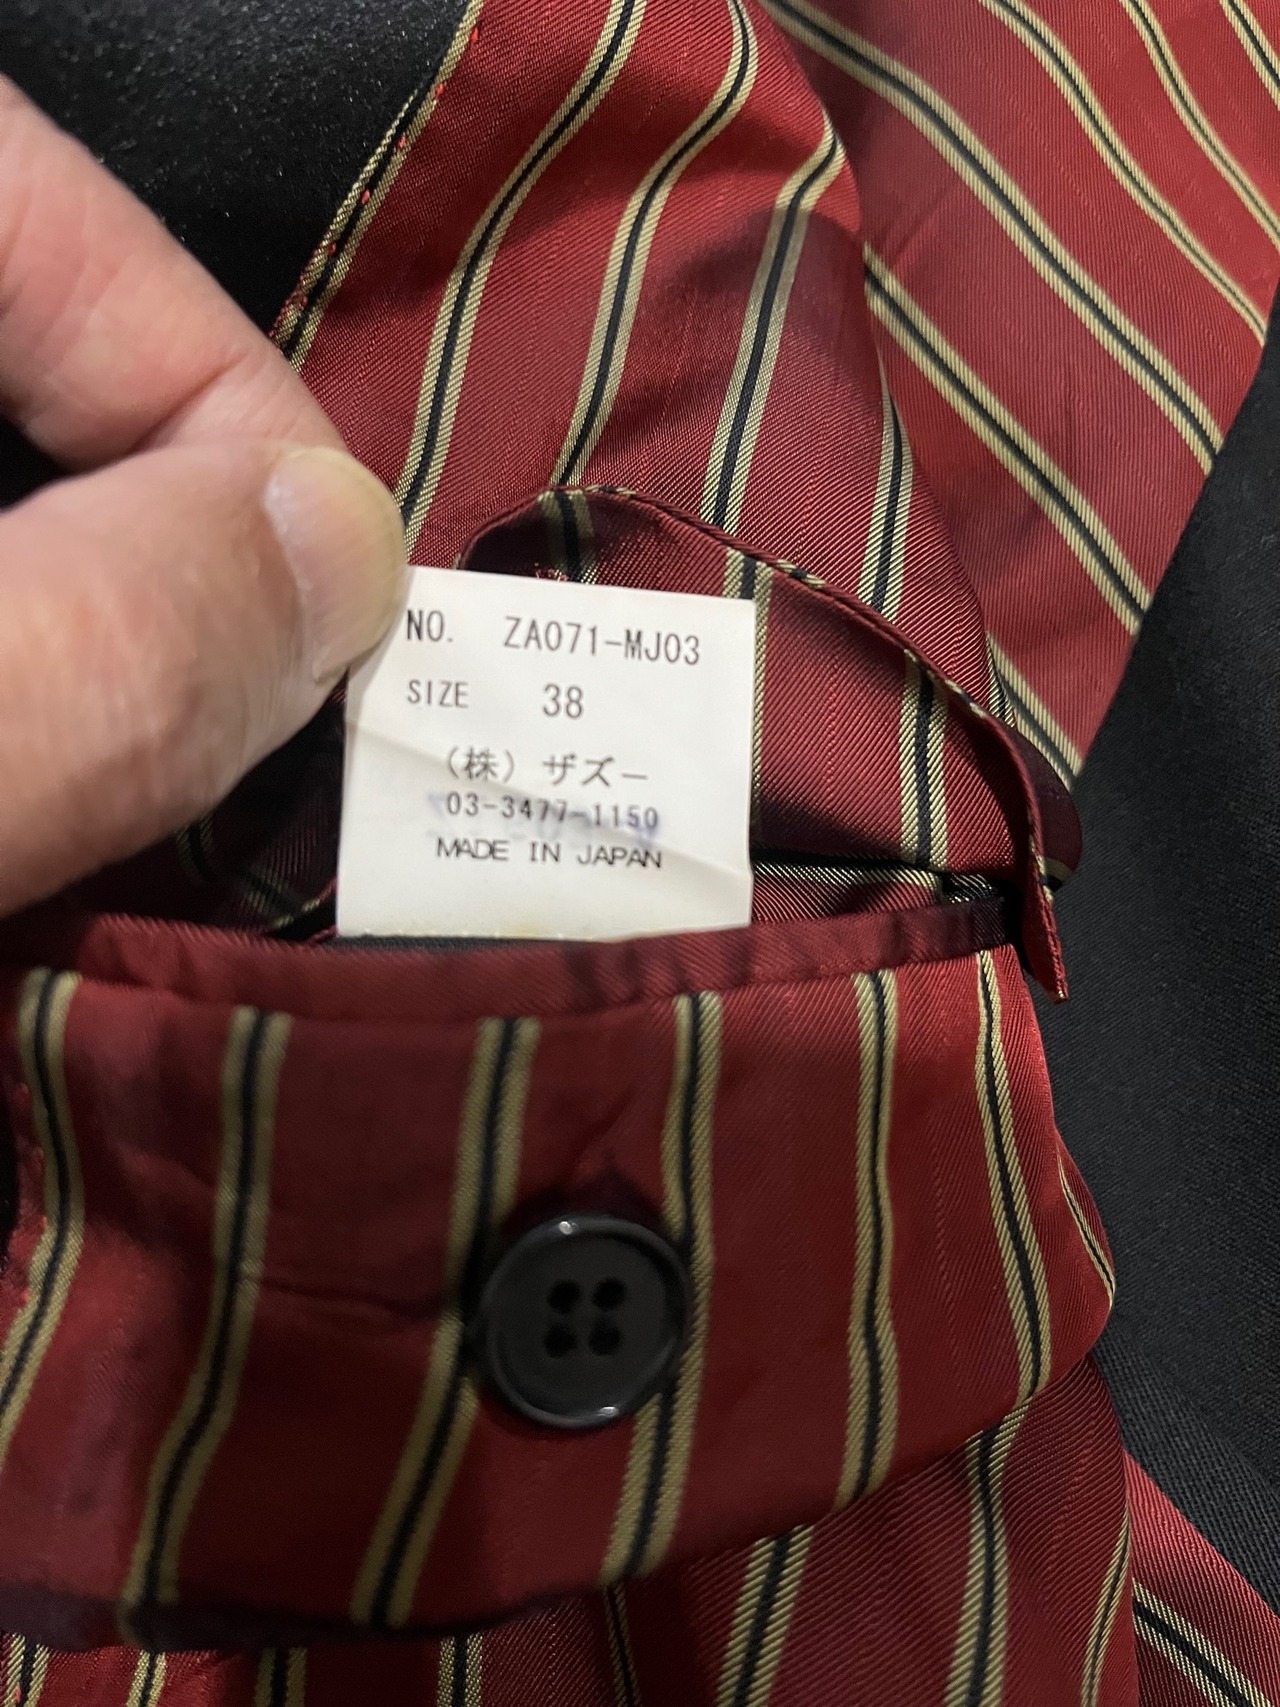 NO. ZA071-MJ03
SIZE 38
(株) ザズー
03-3477-1150
MADE IN JAPAN